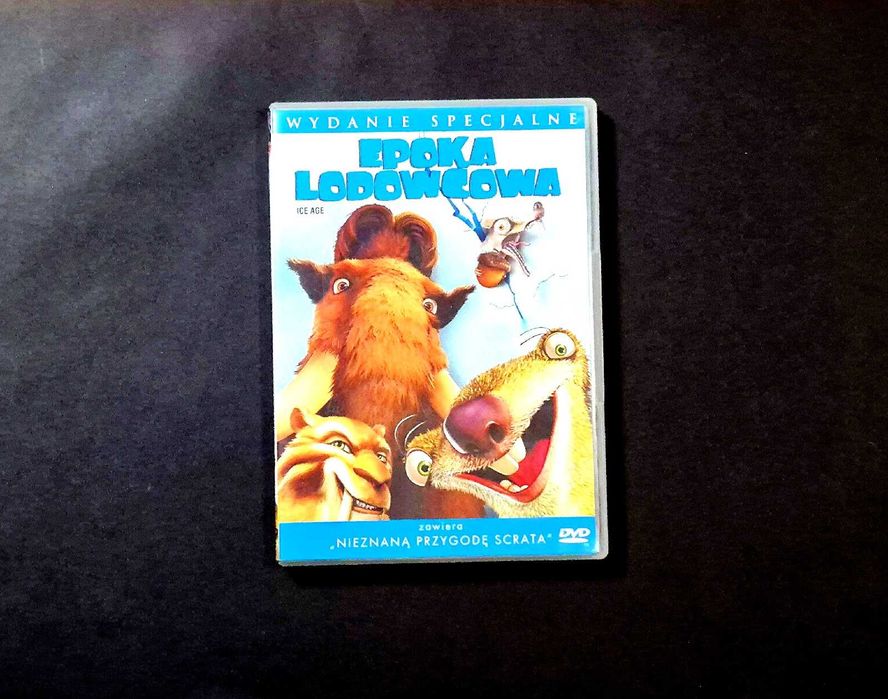 WYDANIE SPECJALNE
EPOKA
LODOWCOWA
ICE AGE
zawiera
„NIEZNANĄ PRZYGODĘ SCRATA"
DVD